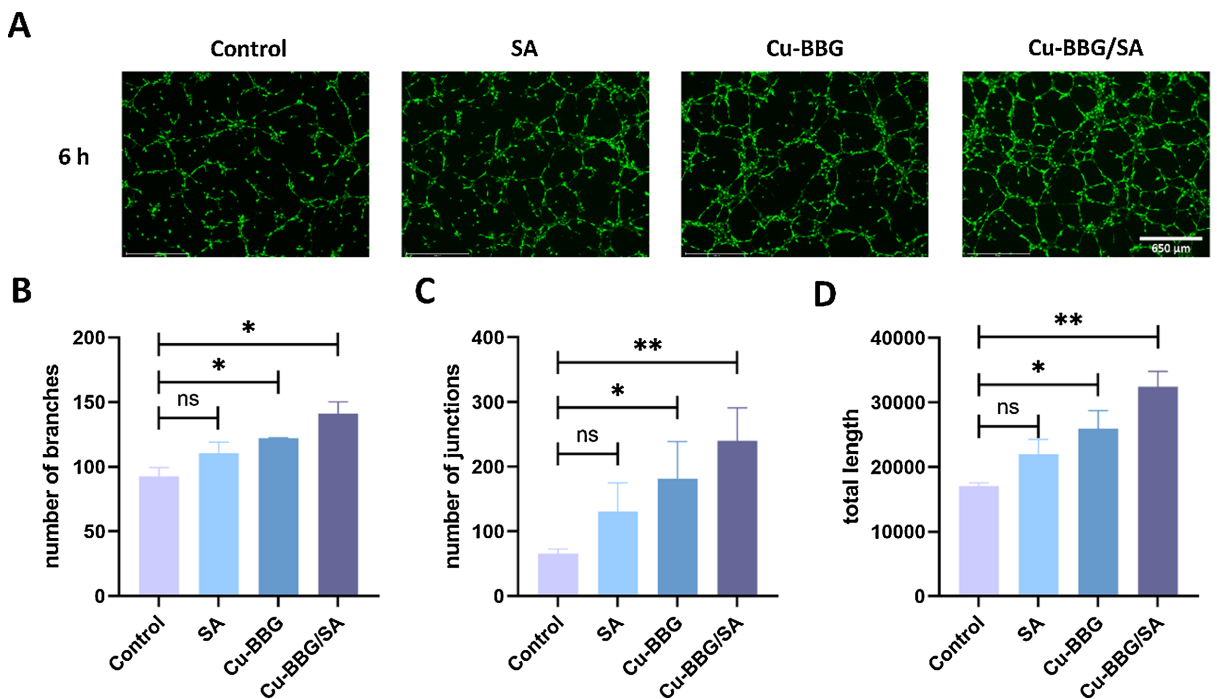 A
Control SA Cu-BBG Cu-BBG/SA
6 h
650 μm
B
200
150
100
50
0
number of branches
*
*
ns
Control SA Cu-BBG Cu-BBG/SA
C
400
300
200
100
0
number of junctions
**
*
ns
Control SA Cu-BBG Cu-BBG/SA
D
40000
30000
20000
10000
0
total length
**
*
ns
Control SA Cu-BBG Cu-BBG/SA